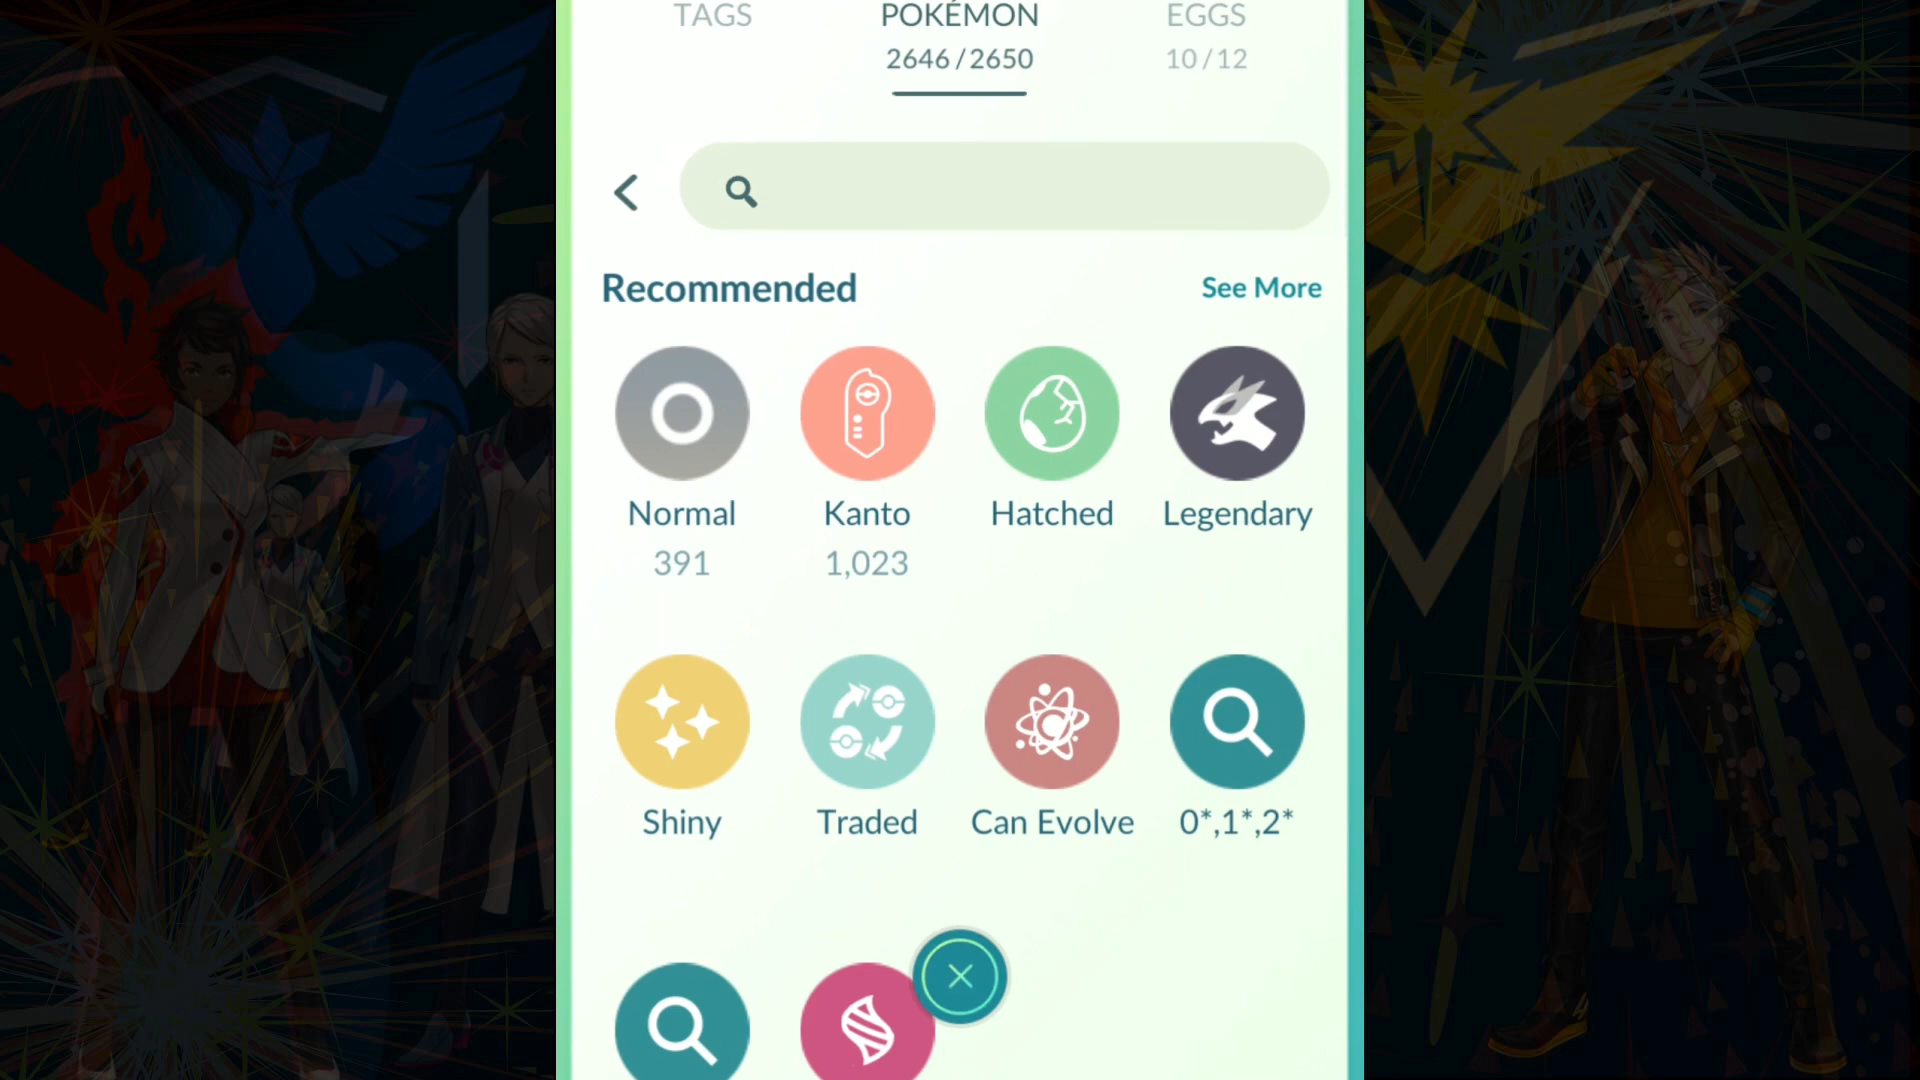 TAGS POKÉMON EGGS
2646 / 2650 10 / 12
Recommended See More
Normal Kanto Hatched Legendary
391 1,023
Shiny Traded Can Evolve 0*,1*,2*